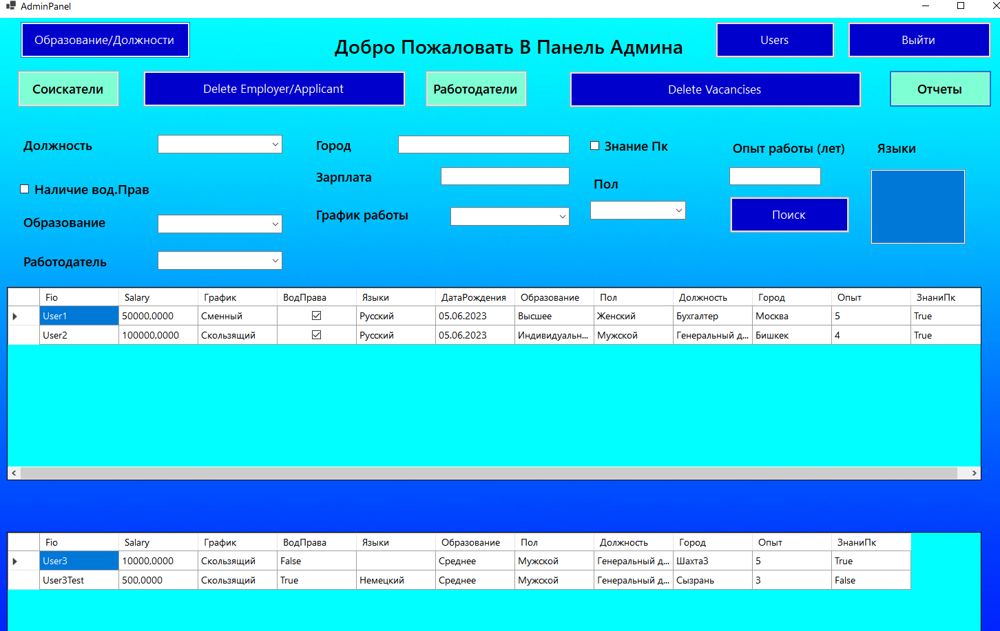 AdminPanel
Образование/Должности
Добро Пожаловать В Панель Админа
Users
Выйти
Соискатели
Delete Employer/Applicant
Работодатели
Delete Vacancises
Отчеты
Должность
Город
Знание Пк
Опыт работы (лет)
Языки
Зарплата
Пол
Наличие вод.Прав
График работы
Поиск
Образование
Работодатель
Fio Salary График ВодПрава Языки ДатаРождения Образование Пол Должность Город Опыт ЗнаниПк
User1 50000,0000 Сменный Русский 05.06.2023 Высшее Женский Бухгалтер Москва 5 True
User2 100000,0000 Скользящий Русский 05.06.2023 Индивидуальн... Мужской Генеральный д... Бишкек 4 True
Fio Salary График ВодПрава Языки Образование Пол Должность Город Опыт ЗнаниПк
User3 10000,0000 Скользящий False Среднее Мужской Генеральный д... Шахта3 5 True
User3Test 500,0000 Скользящий True Немецкий Среднее Мужской Генеральный д... Сызрань 3 False